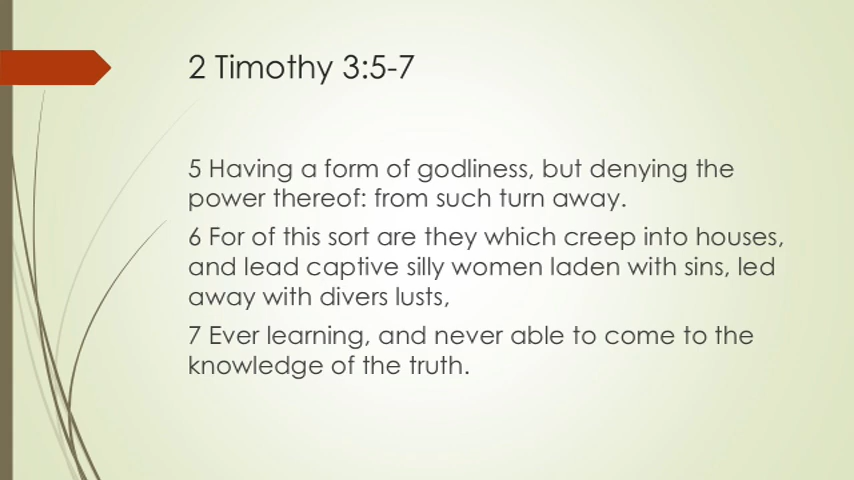 2 Timothy 3:5-7
5 Having a form of godliness, but denying the
power thereof: from such turn away.
6 For of this sort are they which creep into houses,
and lead captive silly women laden with sins, led
away with divers lusts,
7 Ever learning, and never able to come to the
knowledge of the truth.